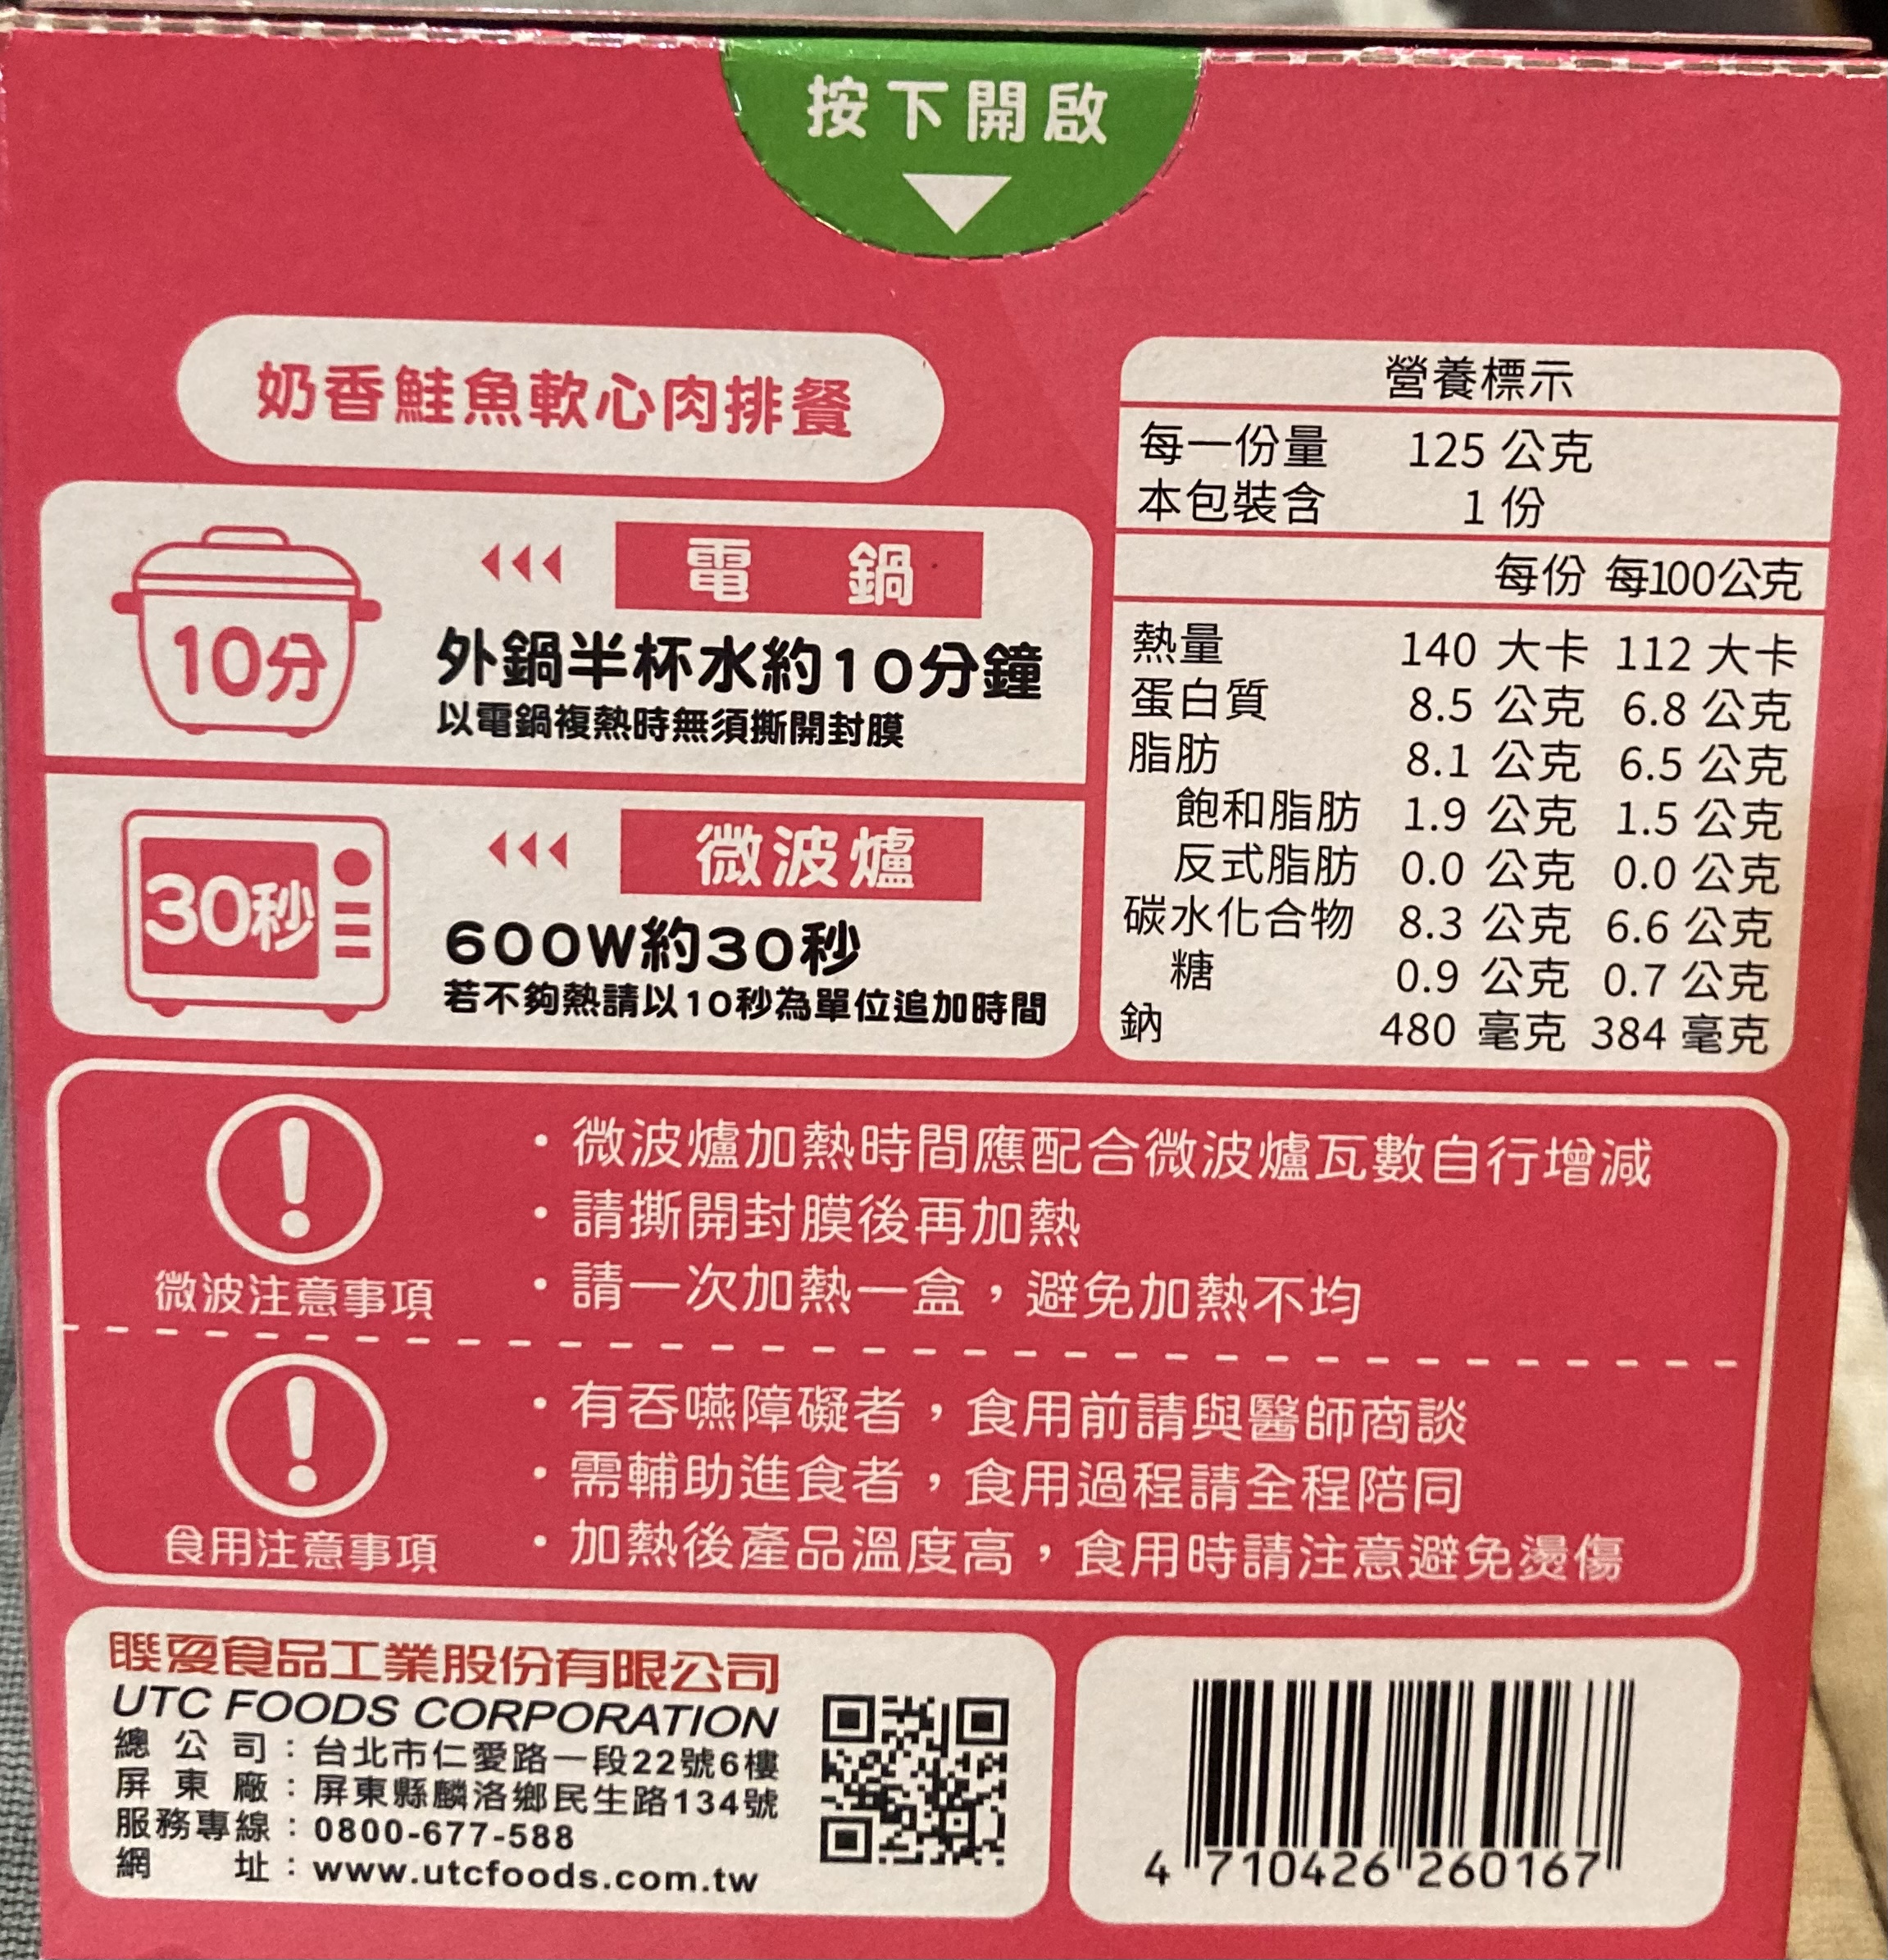 按下開啟
奶香鮭魚軟心肉排餐
10分
電鍋
外鍋半杯水約10分鐘
以電鍋複熱時無須撕開封膜
30秒
微波爐
600W約30秒
若不夠熱請以10秒為單位追加時間
營養標示
每一份量 125 公克
本包裝含 1 份
每份 每100公克
熱量 140 大卡 112 大卡
蛋白質 8.5 公克 6.8 公克
脂肪 8.1 公克 6.5 公克
飽和脂肪 1.9 公克 1.5 公克
反式脂肪 0.0 公克 0.0 公克
碳水化合物 8.3 公克 6.6 公克
糖 0.9 公克 0.7 公克
鈉 480 毫克 384 毫克
微波注意事項
・微波爐加熱時間應配合微波爐瓦數自行增減
・請撕開封膜後再加熱
・請一次加熱一盒，避免加熱不均
食用注意事項
・有吞嚥障礙者，食用前請與醫師商談
・需輔助進食者，食用過程請全程陪同
・加熱後產品溫度高，食用時請注意避免燙傷
聯夏食品工業股份有限公司
UTC FOODS CORPORATION
總公司：台北市仁愛路一段22號6樓
屏東廠：屏東縣麟洛鄉民生路134號
服務專線：0800-677-588
網址：www.utcfoods.com.tw
4 710426 260167